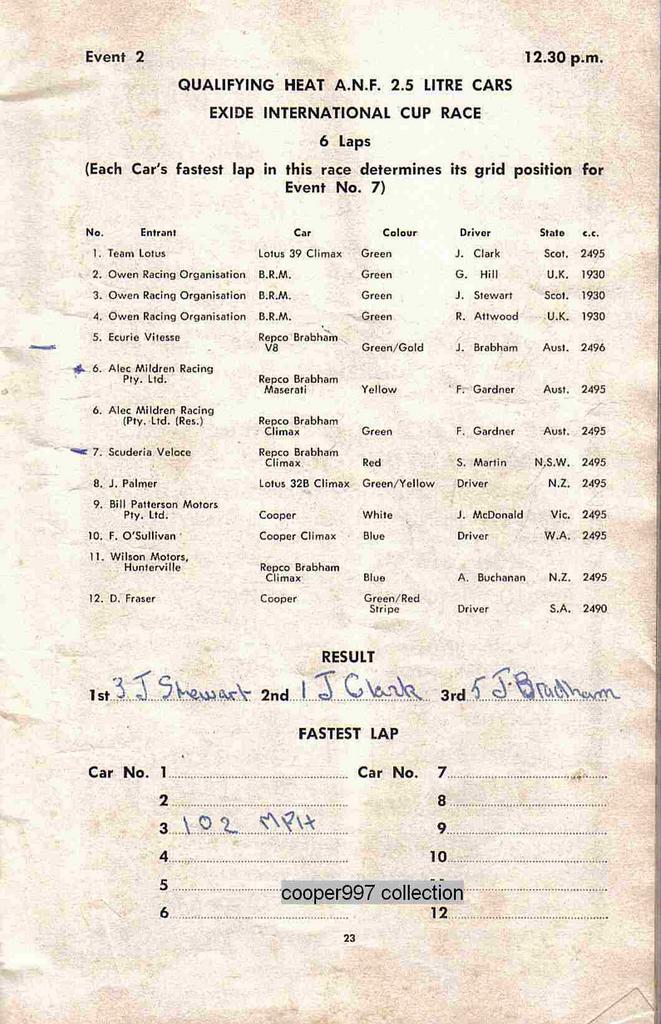 Event 2 12.30 p.m.
QUALIFYING HEAT A.N.F. 2.5 LITRE CARS
EXIDE INTERNATIONAL CUP RACE
6 Laps
(Each Car's fastest lap in this race determines its grid position for
Event No. 7)
No. Entrant Car Colour Driver State c.c.
1. Team Lotus Lotus 39 Climax Green J. Clark Scot. 2495
2. Owen Racing Organisation B.R.M. Green G. Hill U.K. 1930
3. Owen Racing Organisation B.R.M. Green J. Stewart Scot. 1930
4. Owen Racing Organisation B.R.M. Green R. Attwood U.K. 1930
5. Ecurie Vitesse Repco Brabham
V8 Green/Gold J. Brabham Aust. 2496
6. Alec Mildren Racing
Pty. Ltd. Repco Brabham
Maserati Yellow F. Gardner Aust. 2495
6. Alec Mildren Racing
(Pty. Ltd. (Res.) Repco Brabham
Climax Green F. Gardner Aust. 2495
7. Scuderia Veloce Repco Brabham
Climax Red S. Martin N.S.W. 2495
8. J. Palmer Lotus 32B Climax Green/Yellow Driver N.Z. 2495
9. Bill Patterson Motors
Pty. Ltd. Cooper White J. McDonald Vic. 2495
10. F. O'Sullivan Cooper Climax Blue Driver W.A. 2495
11. Wilson Motors,
Hunterville Repco Brabham
Climax Blue A. Buchanan N.Z. 2495
12. D. Fraser Cooper Green/Red
Stripe Driver S.A. 2490
RESULT
1st 3 J Stewart 2nd 1 J Clark 3rd 5 J. Bradham
FASTEST LAP
Car No. 1 Car No. 7
2 8
3 102 MPH 9
4 10
5
cooper997 collection
6 12
23